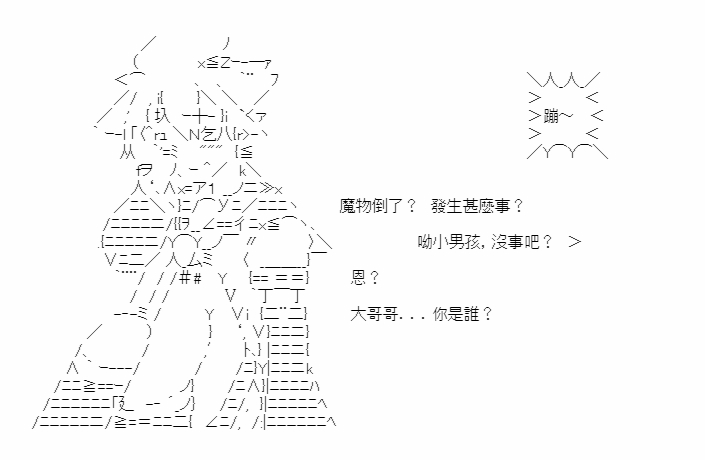 蹦～
魔物倒了？ 發生甚麼事？
呦小男孩，沒事吧？ ＞
恩？
大哥哥．．．你是誰？